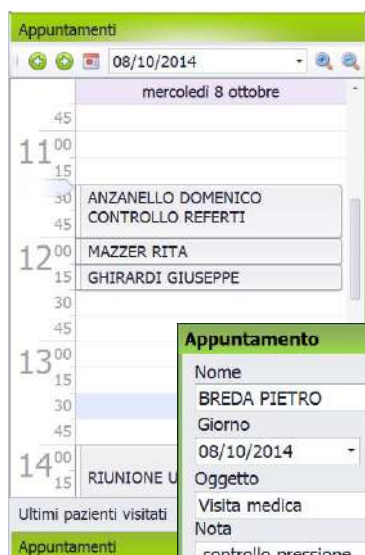 Appuntamenti
08/10/2014
mercoledì 8 ottobre
45
11 00
15
30 ANZANELLO DOMENICO
CONTROLLO REFERTI
45
12 00 MAZZER RITA
15 GHIRARDI GIUSEPPE
30
45
13 00
15
30
45
14 00
15 RIUNIONE U
Ultimi pazienti visitati
Appuntamenti
Appuntamento
Nome
BREDA PIETRO
Giorno
08/10/2014
Oggetto
Visita medica
Nota
controllo pressione